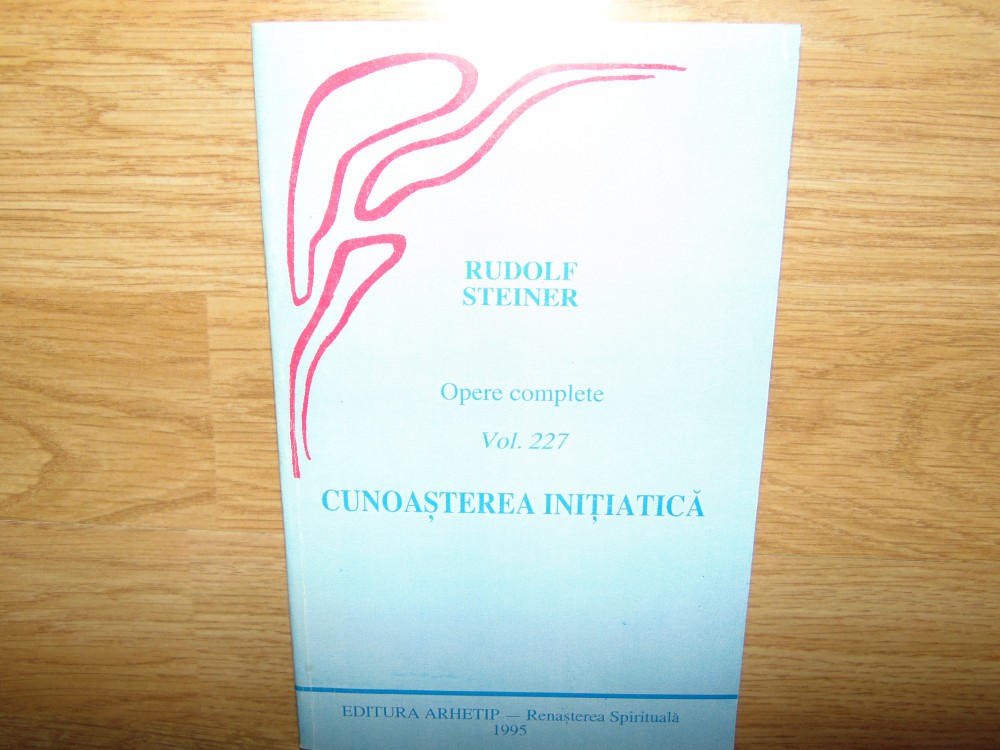 RUDOLF
STEINER
Opere complete
Vol. 227
CUNOAȘTEREA INIȚIATICĂ
EDITURA ARHETIP — Renașterea Spirituală
1995